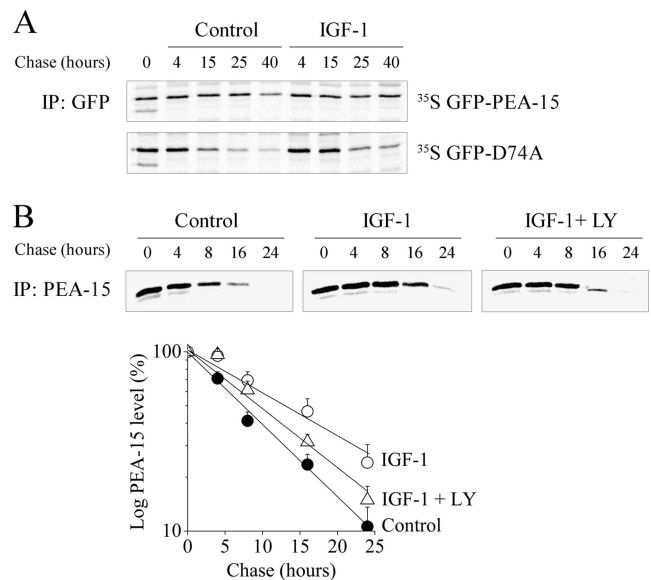 A
Control IGF-1
Chase (hours) 0 4 15 25 40 4 15 25 40
IP: GFP
35S GFP-PEA-15
35S GFP-D74A
B
Control IGF-1 IGF-1+ LY
Chase (hours) 0 4 8 16 24 0 4 8 16 24 0 4 8 16 24
IP: PEA-15
Log PEA-15 level (%)
100
10
IGF-1
IGF-1 + LY
Control
0 5 10 15 20 25
Chase (hours)